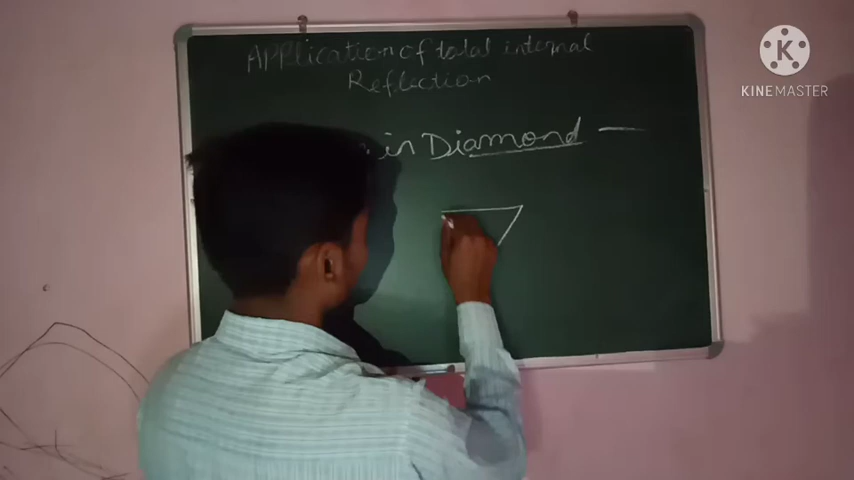 APPlication of total internal
Reflection
in Diamond —
K
KINEMASTER